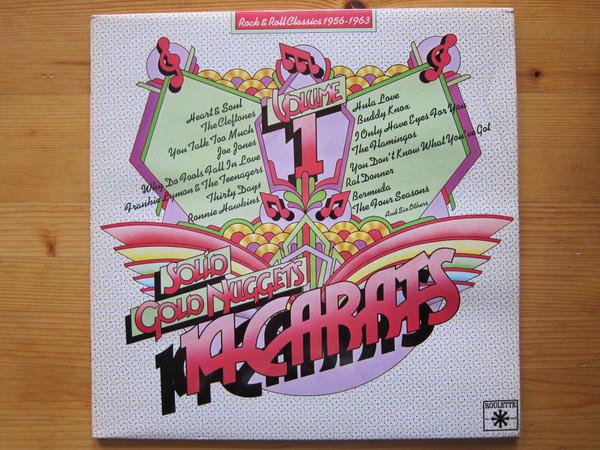 Rock & Roll Classics 1956-1963
VOLUME
1
Heart & Soul
The Cleftones
You Talk Too Much
Joe Jones
Why Do Fools Fall In Love
Frankie Lymon & The Teenagers
Thirty Days
Ronnie Hawkins
Hula Love
Buddy Knox
I Only Have Eyes For You
The Flamingos
You Don't Know What You've Got
Ral Donner
Bermuda
The Four Seasons
And Six Others
SOLID
GOLD NUGGETS
14 CARATS
ROULETTE